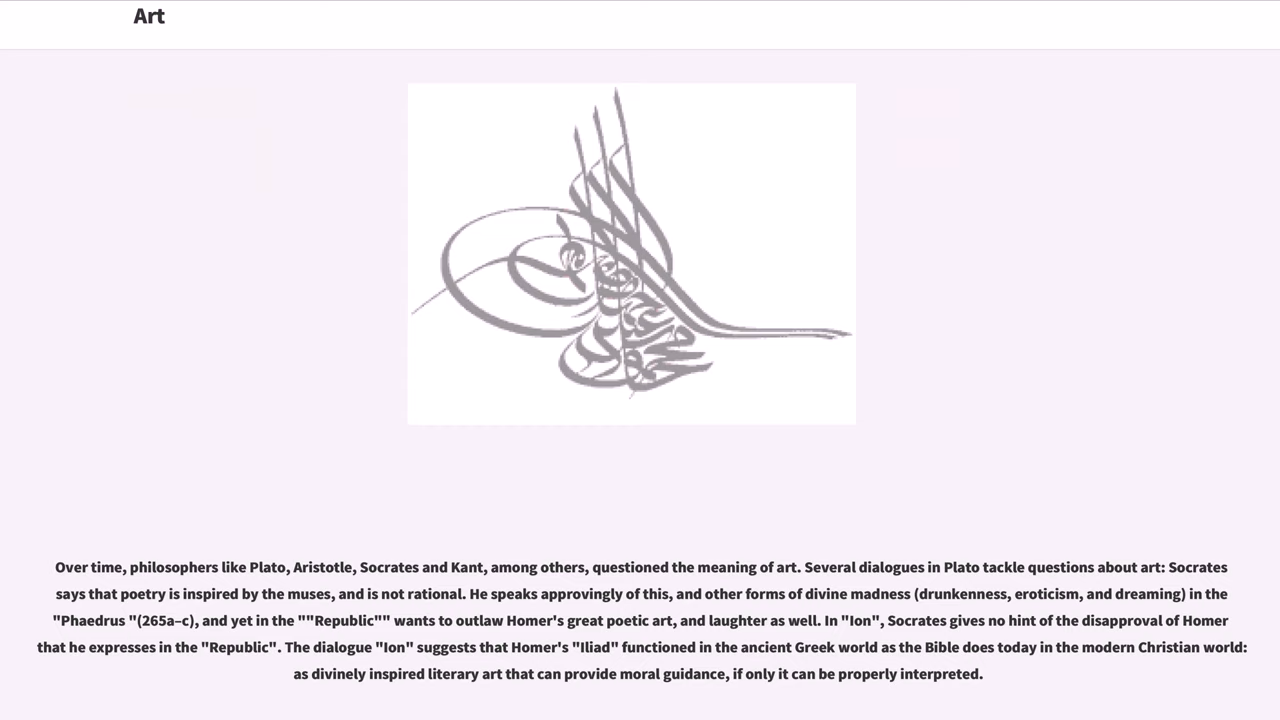 Art
Over time, philosophers like Plato, Aristotle, Socrates and Kant, among others, questioned the meaning of art. Several dialogues in Plato tackle questions about art: Socrates
says that poetry is inspired by the muses, and is not rational. He speaks approvingly of this, and other forms of divine madness (drunkenness, eroticism, and dreaming) in the
"Phaedrus "(265a–c), and yet in the ""Republic"" wants to outlaw Homer's great poetic art, and laughter as well. In "Ion", Socrates gives no hint of the disapproval of Homer
that he expresses in the "Republic". The dialogue "Ion" suggests that Homer's "Iliad" functioned in the ancient Greek world as the Bible does today in the modern Christian world:
as divinely inspired literary art that can provide moral guidance, if only it can be properly interpreted.